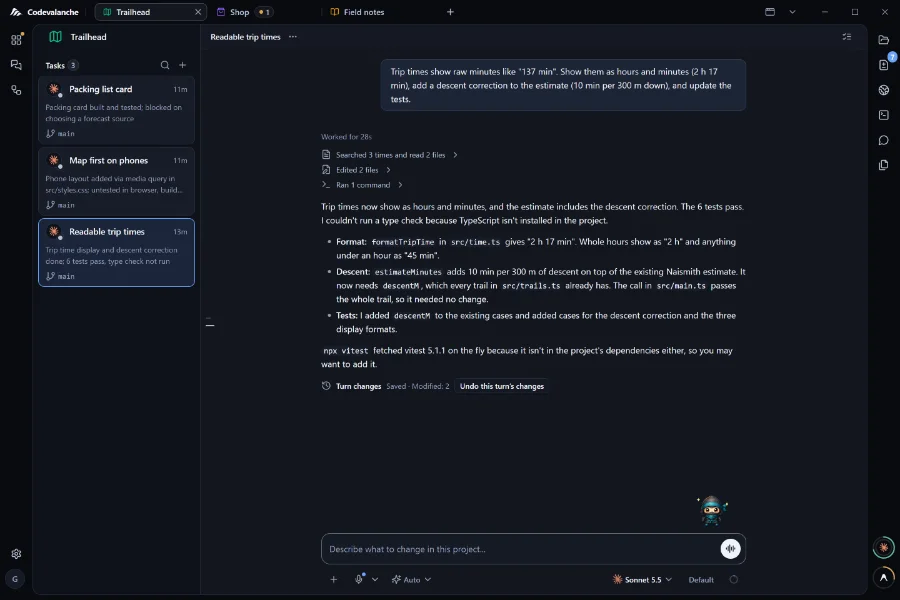 Codevalanche
Trailhead
Shop
1
Field notes
Trailhead
Readable trip times
Tasks 3
Packing list card 11m
Packing card built and tested; blocked on
choosing a forecast source
main
Map first on phones 11m
Phone layout added via media query in
src/styles.css; untested in browser, build...
main
Readable trip times 13m
Trip time display and descent correction
done; 6 tests pass, type check not run
main
Trip times show raw minutes like "137 min". Show them as hours and minutes (2 h 17
min), add a descent correction to the estimate (10 min per 300 m down), and update the
tests.
Worked for 28s
Searched 3 times and read 2 files
Edited 2 files
Ran 1 command
Trip times now show as hours and minutes, and the estimate includes the descent correction. The 6 tests pass.
I couldn't run a type check because TypeScript isn't installed in the project.
• Format: formatTripTime in src/time.ts gives "2 h 17 min". Whole hours show as "2 h" and anything
under an hour as "45 min".
• Descent: estimateMinutes adds 10 min per 300 m of descent on top of the existing Naismith estimate. It
now needs descentM, which every trail in src/trails.ts already has. The call in src/main.ts passes
the whole trail, so it needed no change.
• Tests: I added descentM to the existing cases and added cases for the descent correction and the three
display formats.
npx vitest fetched vitest 5.1.1 on the fly because it isn't in the project's dependencies either, so you may
want to add it.
Turn changes Saved · Modified: 2 Undo this turn's changes
Describe what to change in this project...
Auto
Sonnet 5.5
Default
G
7